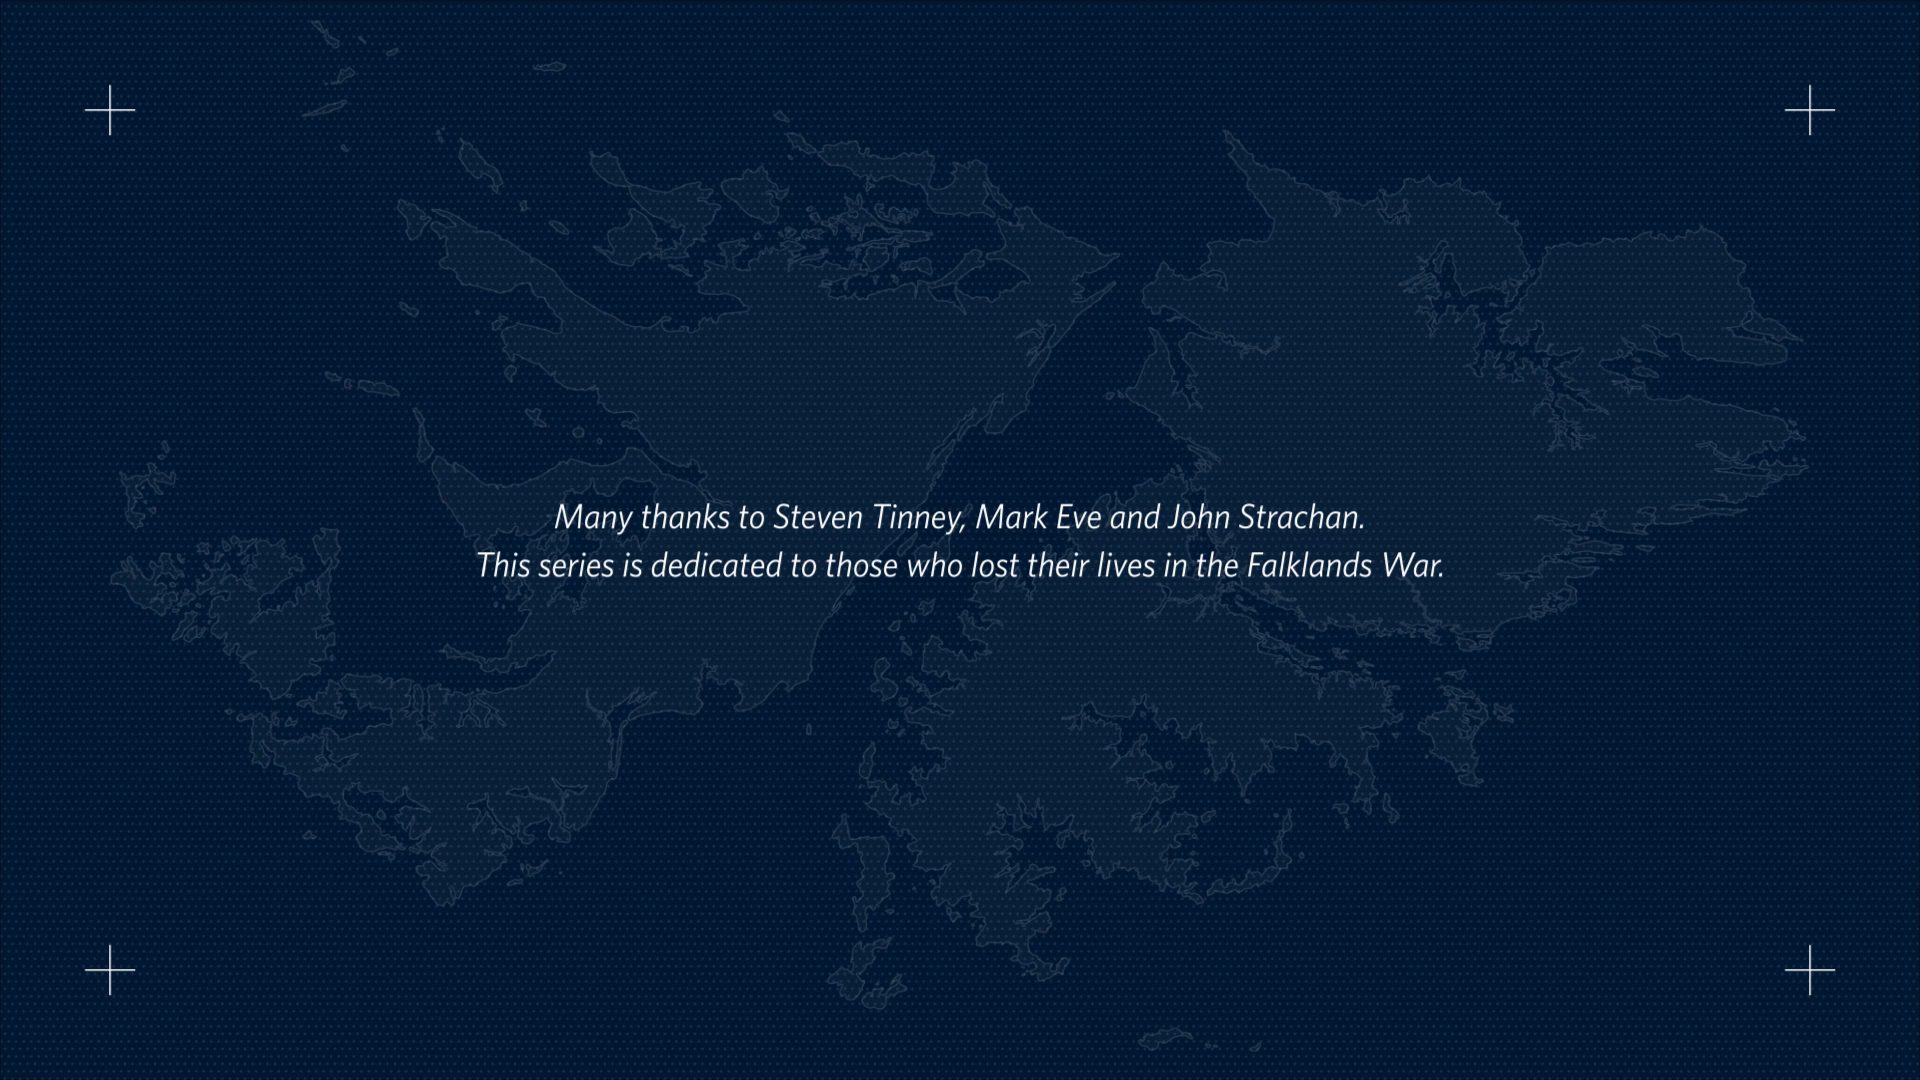 Many thanks to Steven Tinney, Mark Eve and John Strachan.
This series is dedicated to those who lost their lives in the Falklands War.